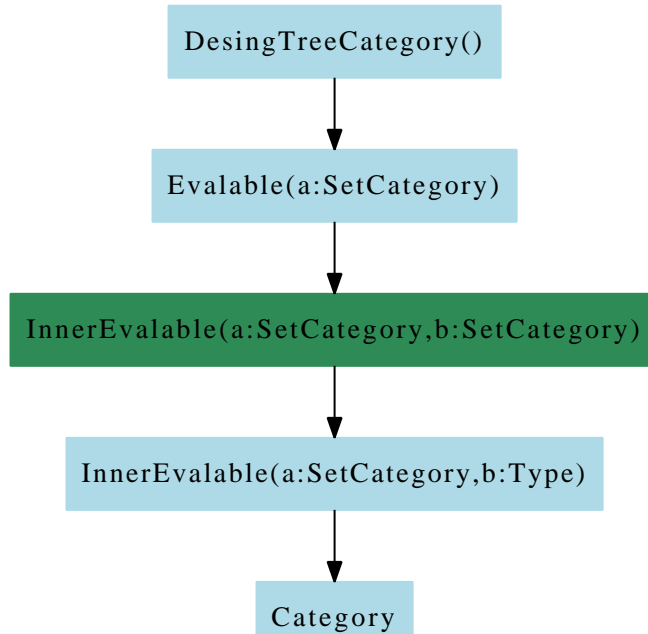 DesingTreeCategory()
Evalable(a:SetCategory)
InnerEvalable(a:SetCategory,b:SetCategory)
InnerEvalable(a:SetCategory,b:Type)
Category